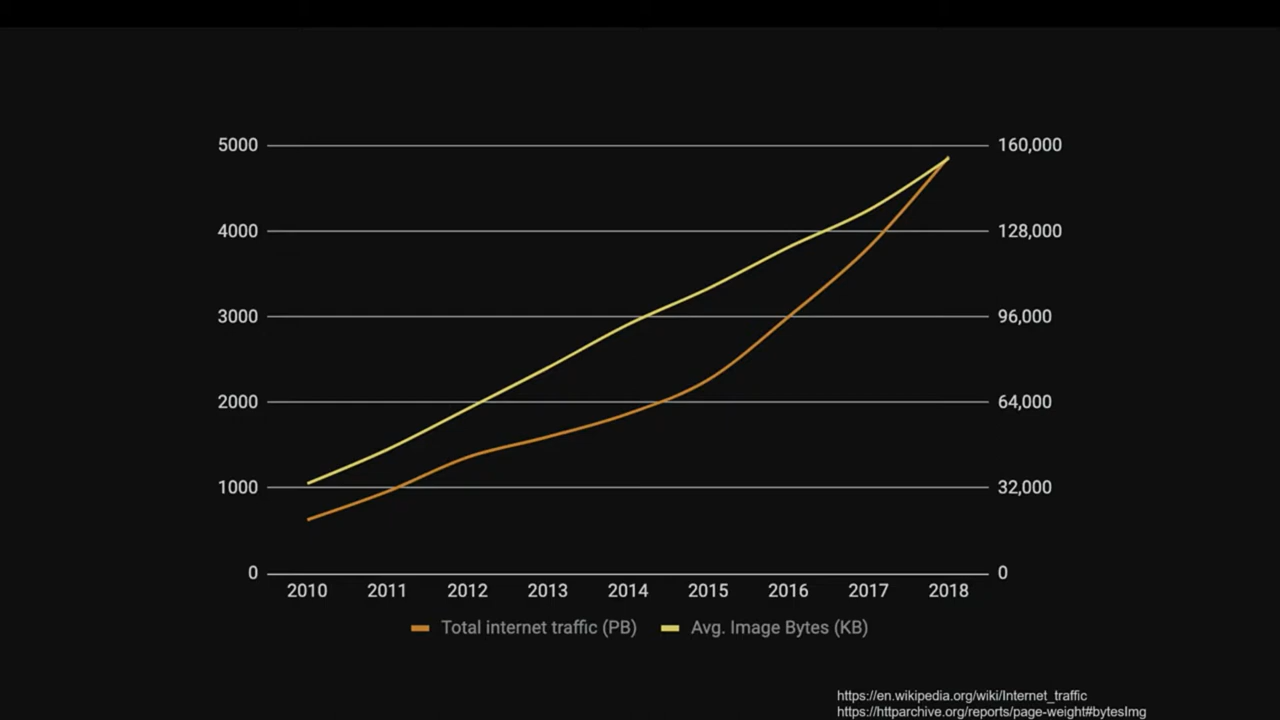 5000 160,000
4000 128,000
3000 96,000
2000 64,000
1000 32,000
0 0
2010 2011 2012 2013 2014 2015 2016 2017 2018
Total internet traffic (PB) Avg. Image Bytes (KB)
https://en.wikipedia.org/wiki/Internet_traffic
https://httparchive.org/reports/page-weight#bytesImg